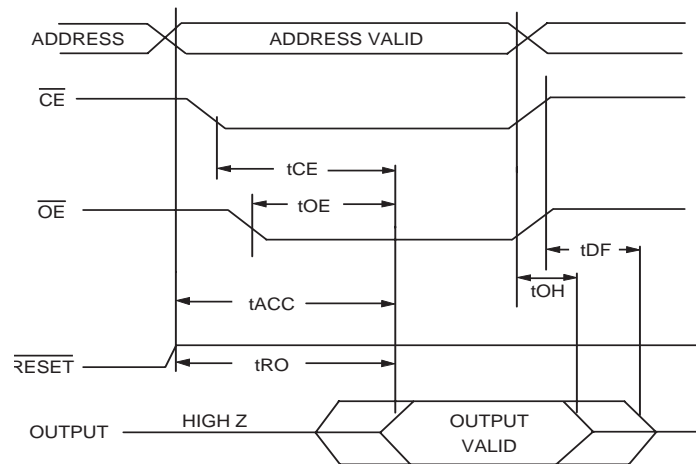 ADDRESS
ADDRESS VALID
CE
tCE
OE
tOE
tDF
tOH
tACC
RESET
tRO
OUTPUT
HIGH Z
OUTPUT
VALID